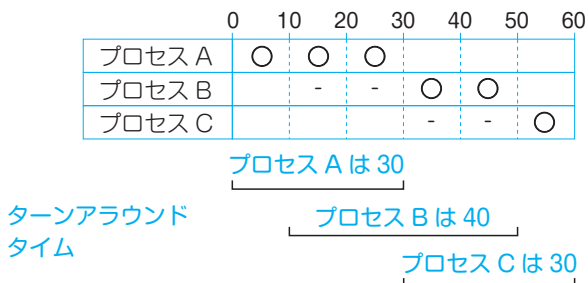 0 10 20 30 40 50 60
プロセス A ○ ○ ○
プロセス B - - ○ ○
プロセス C - - ○
プロセス A は 30
ターンアラウンド
タイム
プロセス B は 40
プロセス C は 30